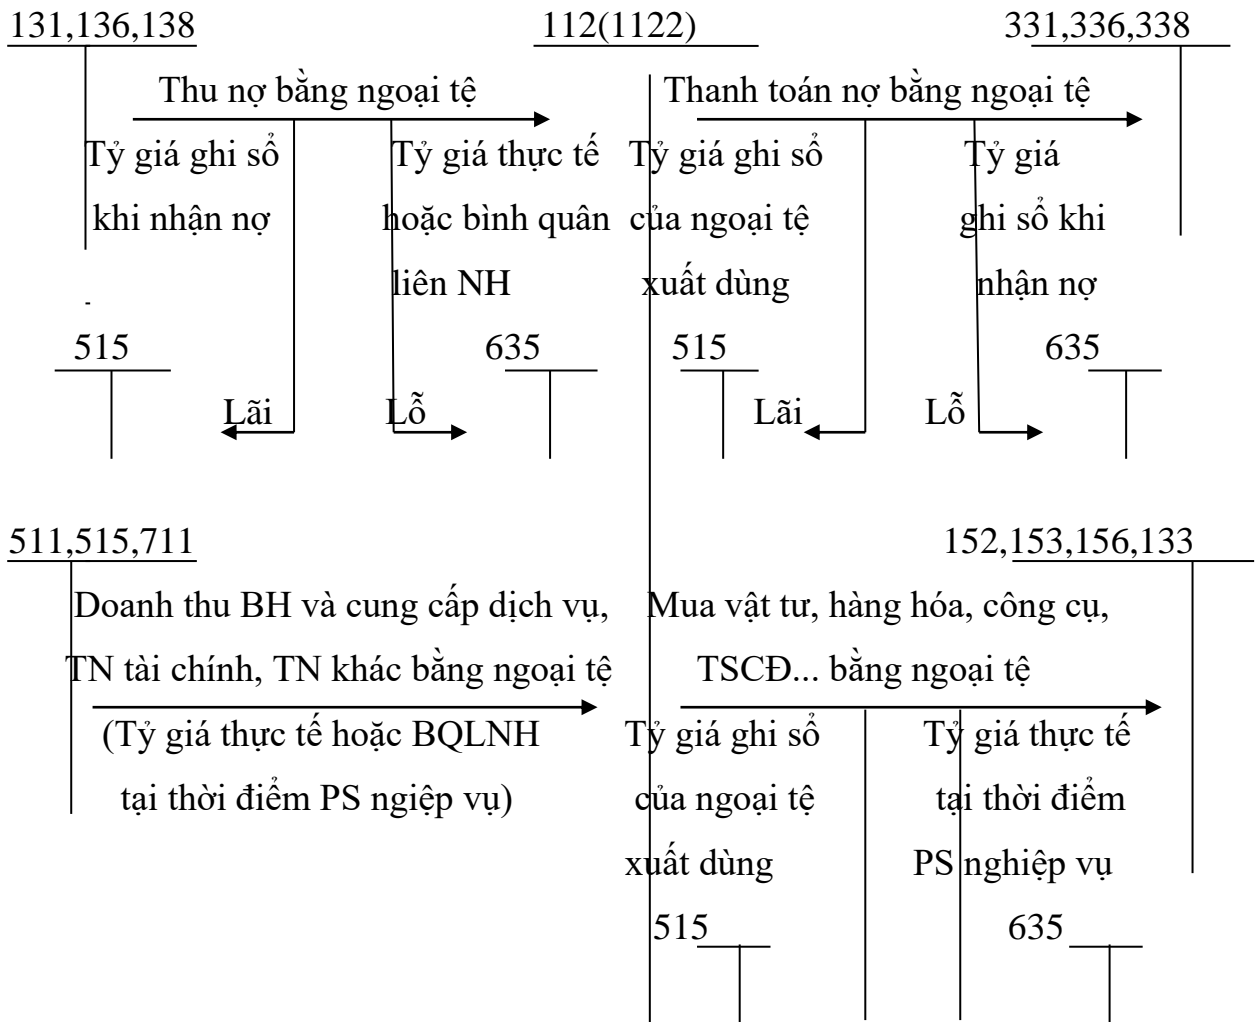 131,136,138 112(1122) 331,336,338
Thu nợ bằng ngoại tệ Thanh toán nợ bằng ngoại tệ
Tỷ giá ghi sổ Tỷ giá thực tế Tỷ giá ghi sổ Tỷ giá
khi nhận nợ hoặc bình quân của ngoại tệ ghi sổ khi
liên NH xuất dùng nhận nợ
515 635 515 635
Lãi Lỗ Lãi Lỗ
511,515,711 152,153,156,133
Doanh thu BH và cung cấp dịch vụ, Mua vật tư, hàng hóa, công cụ,
TN tài chính, TN khác bằng ngoại tệ TSCĐ... bằng ngoại tệ
(Tỷ giá thực tế hoặc BQLNH Tỷ giá ghi sổ Tỷ giá thực tế
tại thời điểm PS ngiệp vụ) của ngoại tệ tại thời điểm
xuất dùng PS nghiệp vụ
515 635